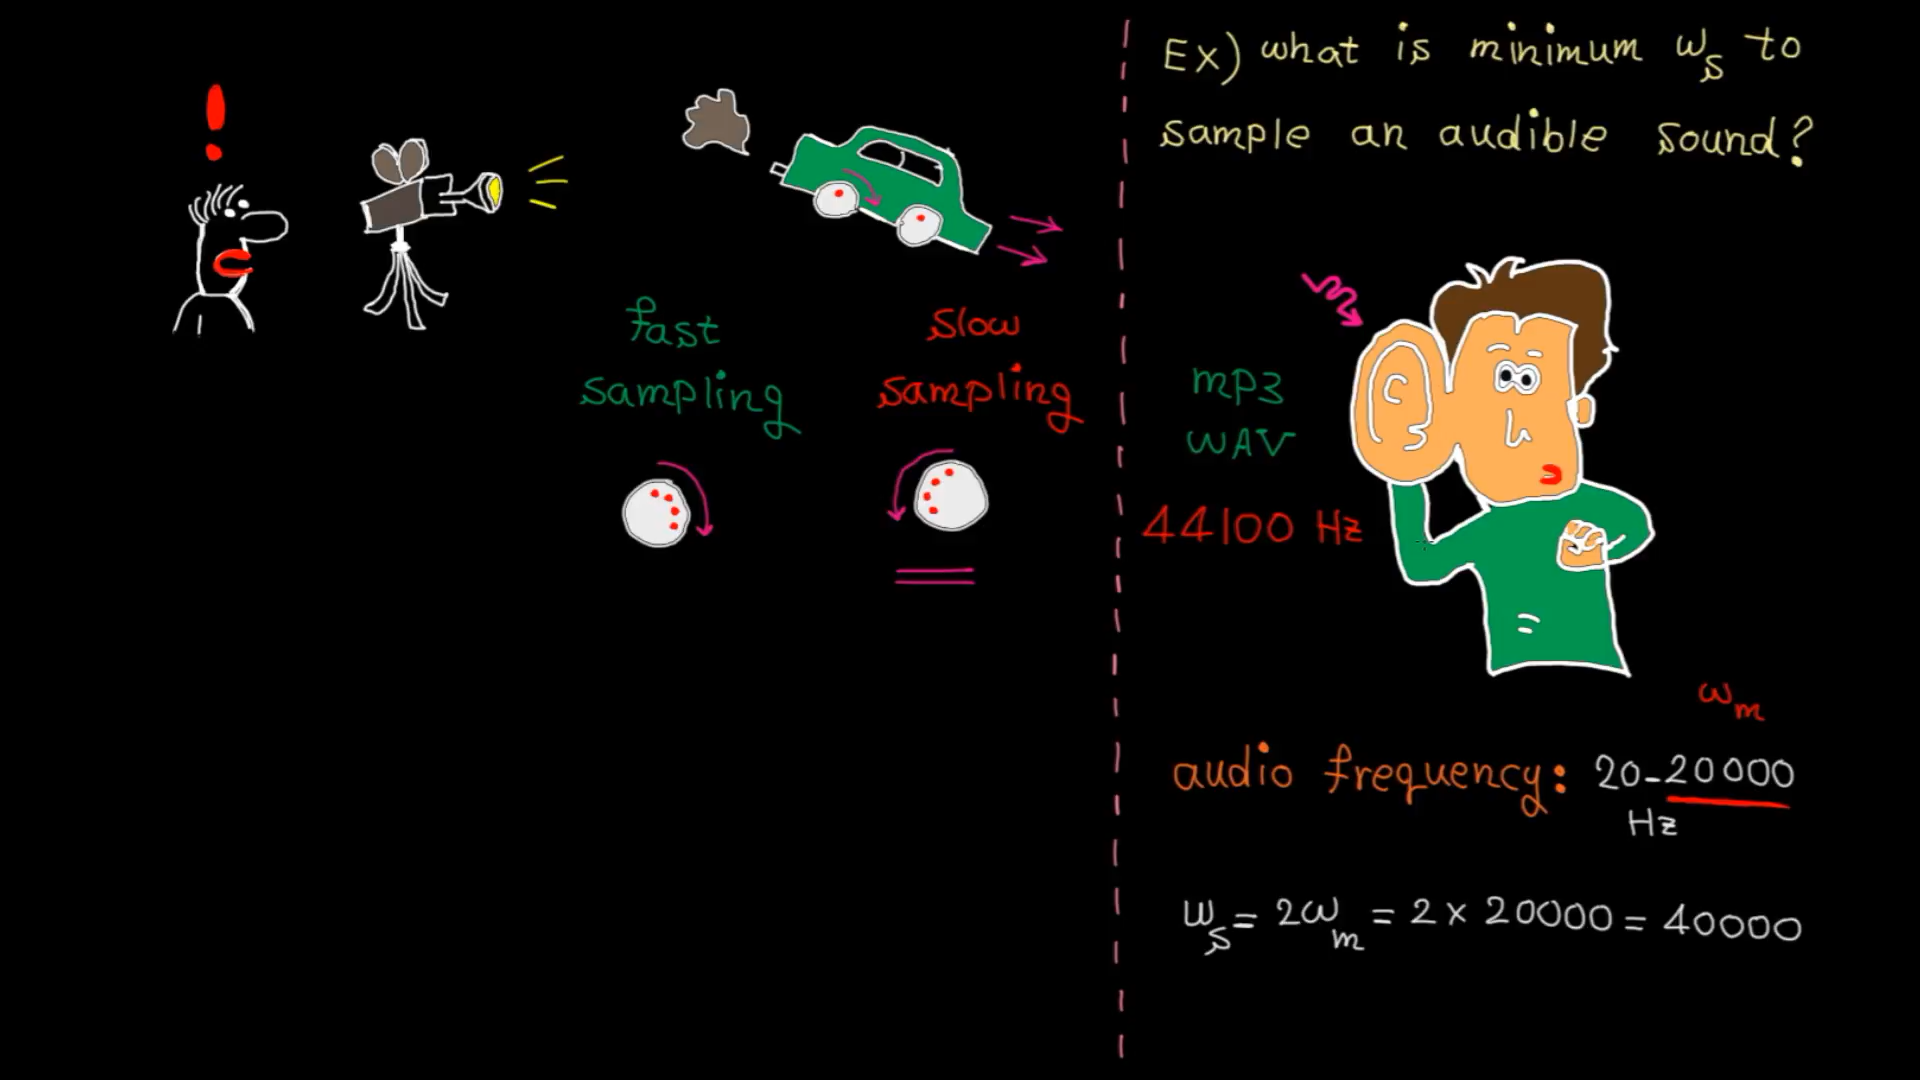 fast
sampling
slow
sampling
Ex) what is minimum ωs to
sample an audible sound?
mp3
WAV
44100 Hz
ωm
audio frequency: 20-20000
Hz
ωs = 2ωm = 2 x 20000 = 40000